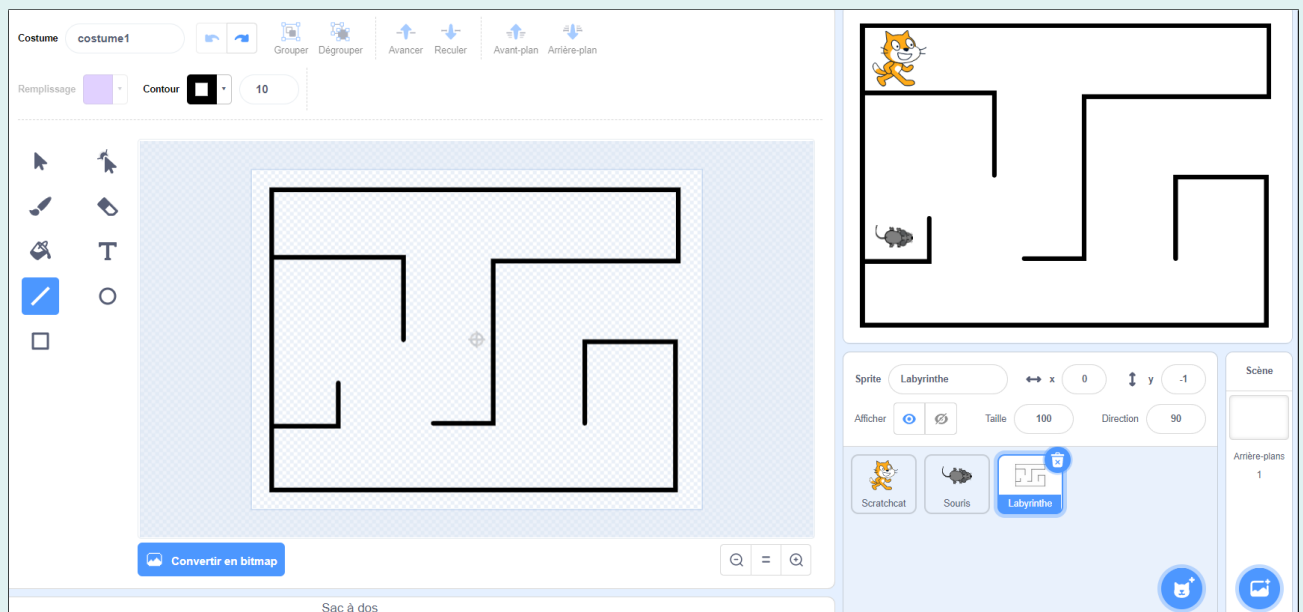 Costume costume1
Grouper Dégrouper Avancer Reculer Avant-plan Arrière-plan
Remplissage Contour 10
T
Convertir en bitmap
Sac à dos
Sprite Labyrinthe x 0 y -1
Afficher Taille 100 Direction 90
Scratchcat Souris Labyrinthe
Scène
Arrière-plans
1